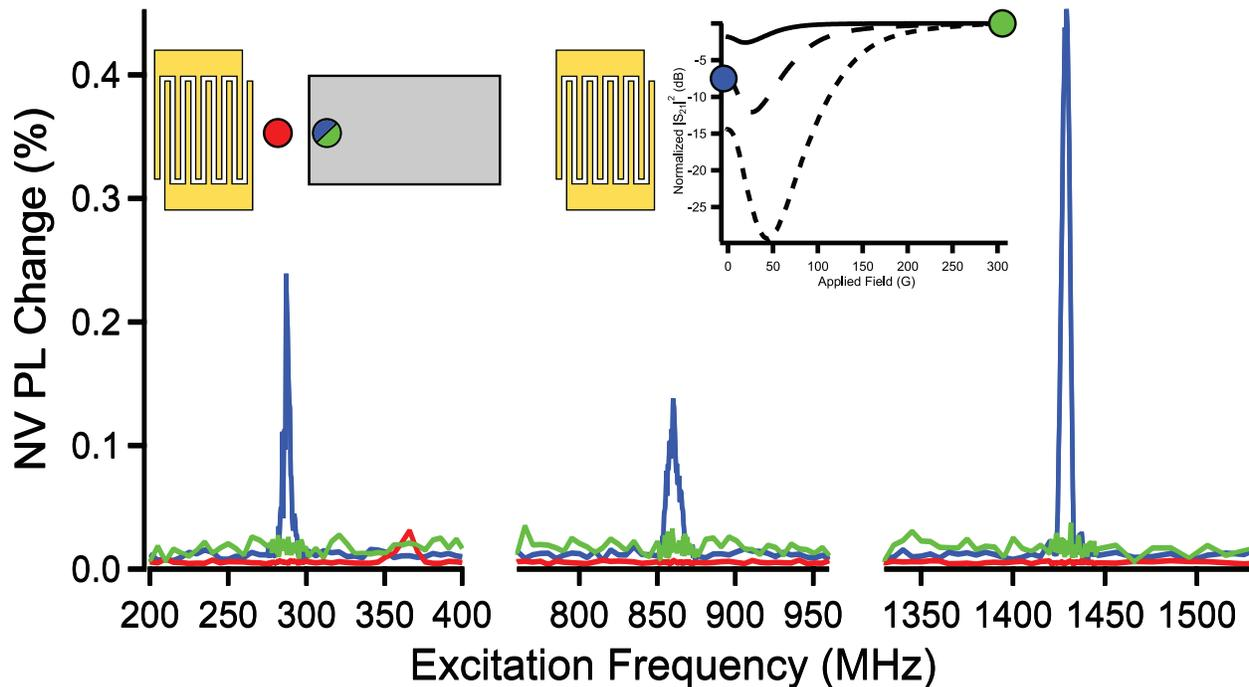 NV PL Change (%)
0.4
0.3
0.2
0.1
0.0
200 250 300 350 400 800 850 900 950 1350 1400 1450 1500
Excitation Frequency (MHz)
Normalized |S21|² (dB)
-5
-10
-15
-20
-25
0 50 100 150 200 250 300
Applied Field (G)